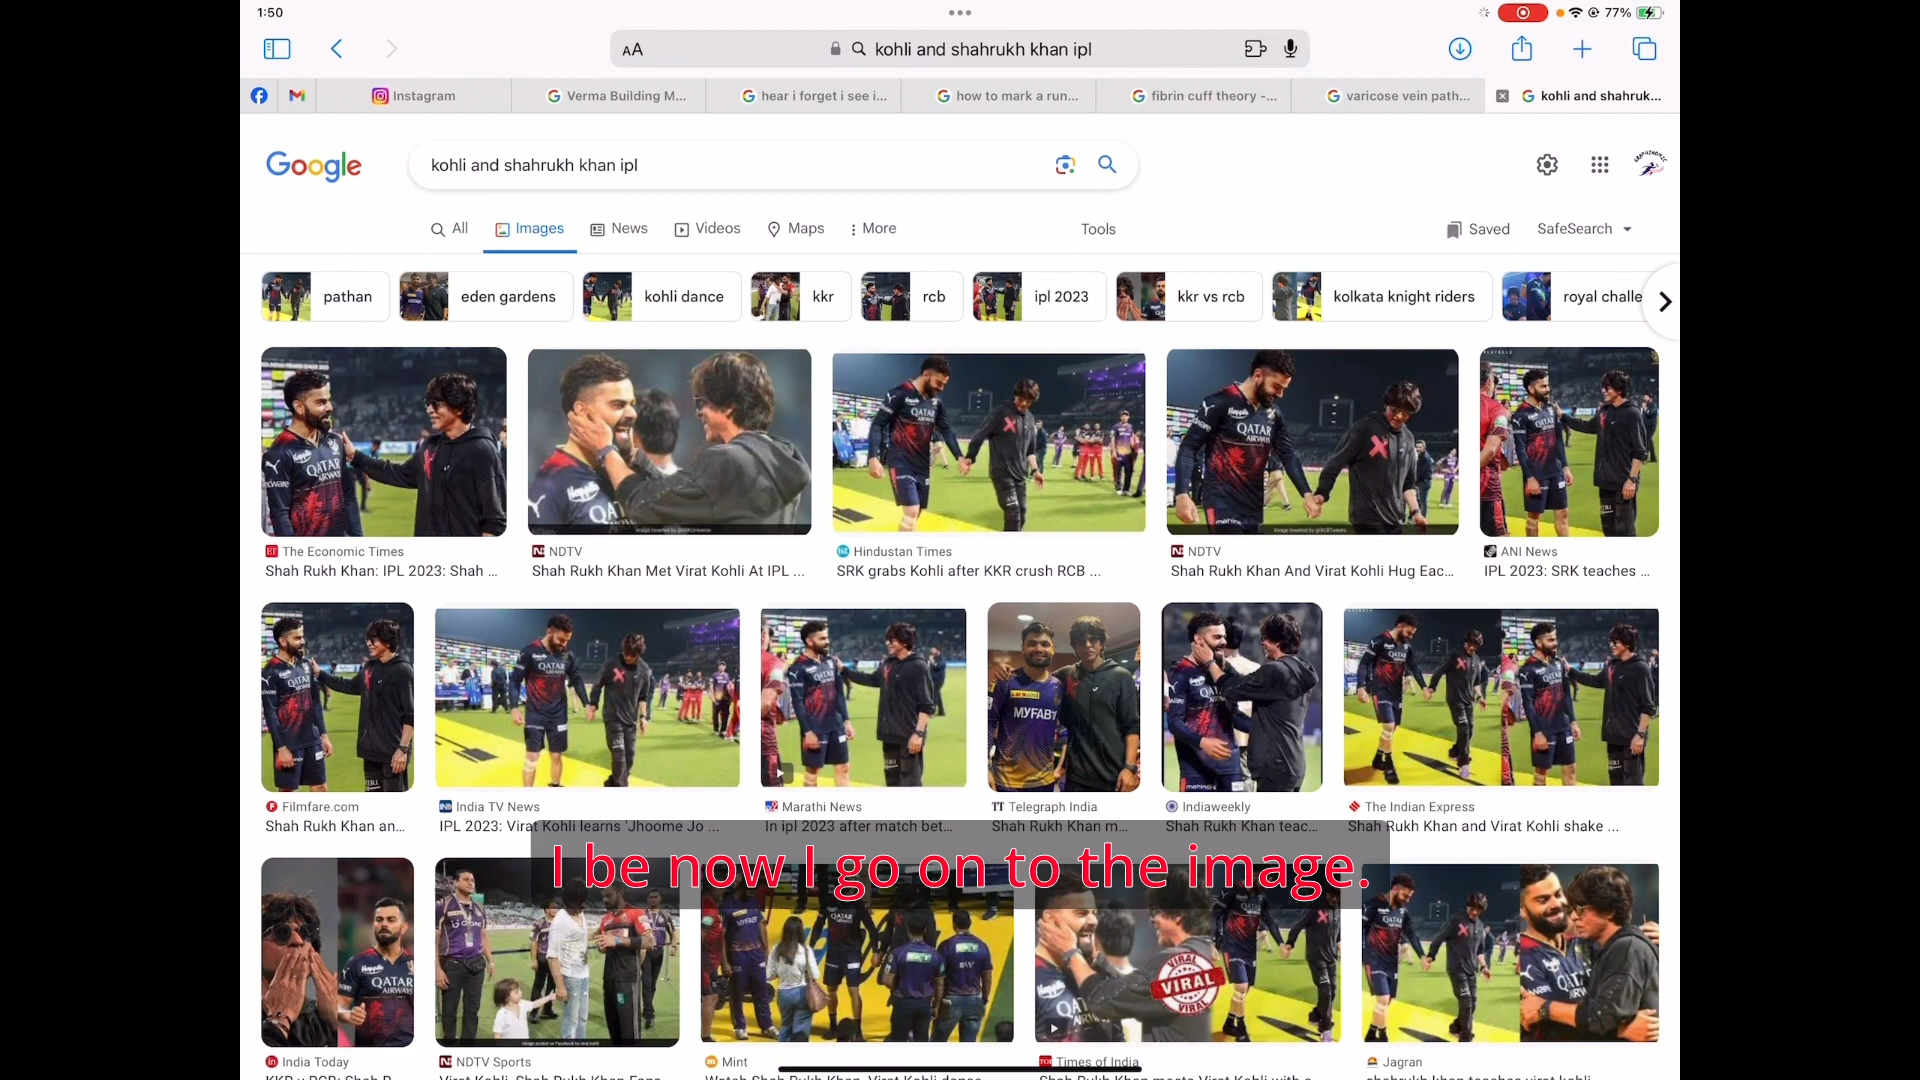 1:50
77%
AA
kohli and shahrukh khan ipl
Instagram
Verma Building M...
hear i forget i see i...
how to mark a run...
fibrin cuff theory -...
varicose vein path...
kohli and shahruk...
Google
kohli and shahrukh khan ipl
All
Images
News
Videos
Maps
More
Tools
Saved
SafeSearch
pathan
eden gardens
kohli dance
kkr
rcb
ipl 2023
kkr vs rcb
kolkata knight riders
royal challe
The Economic Times
Shah Rukh Khan: IPL 2023: Shah ...
NDTV
Shah Rukh Khan Met Virat Kohli At IPL ...
Hindustan Times
SRK grabs Kohli after KKR crush RCB ...
NDTV
Shah Rukh Khan And Virat Kohli Hug Eac...
ANI News
IPL 2023: SRK teaches ...
QATAR
AIRWAYS
MYFAB
Filmfare.com
Shah Rukh Khan an...
India TV News
IPL 2023: Virat Kohli learns 'Jhoome Jo ...
Marathi News
In ipl 2023 after match bet...
Telegraph India
Shah Rukh Khan m...
Indiaweekly
Shah Rukh Khan teac...
The Indian Express
Shah Rukh Khan and Virat Kohli shake ...
I be now I go on to the image.
VIRAL
VIRAL
VIRAL
India Today
NDTV Sports
Mint
Times of India
Jagran